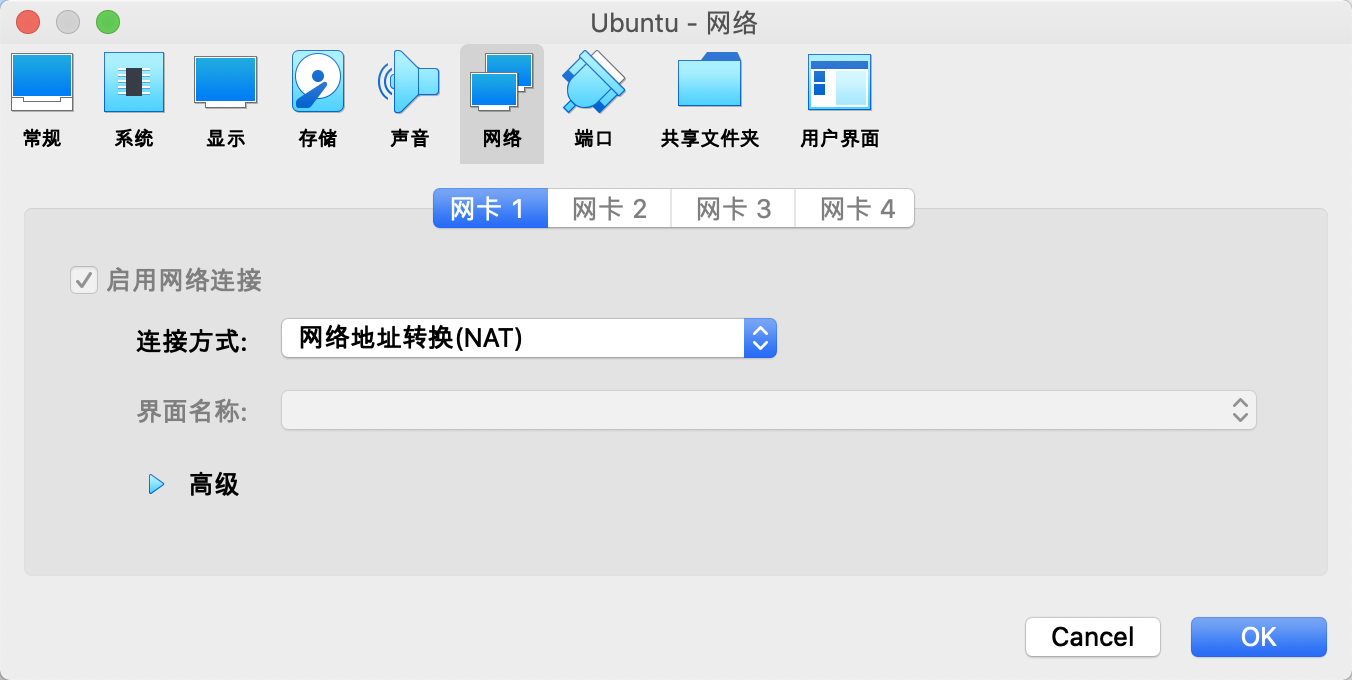 Ubuntu - 网络
常规 系统 显示 存储 声音 网络 端口 共享文件夹 用户界面
网卡 1 网卡 2 网卡 3 网卡 4
启用网络连接
连接方式: 网络地址转换(NAT)
界面名称:
高级
Cancel OK